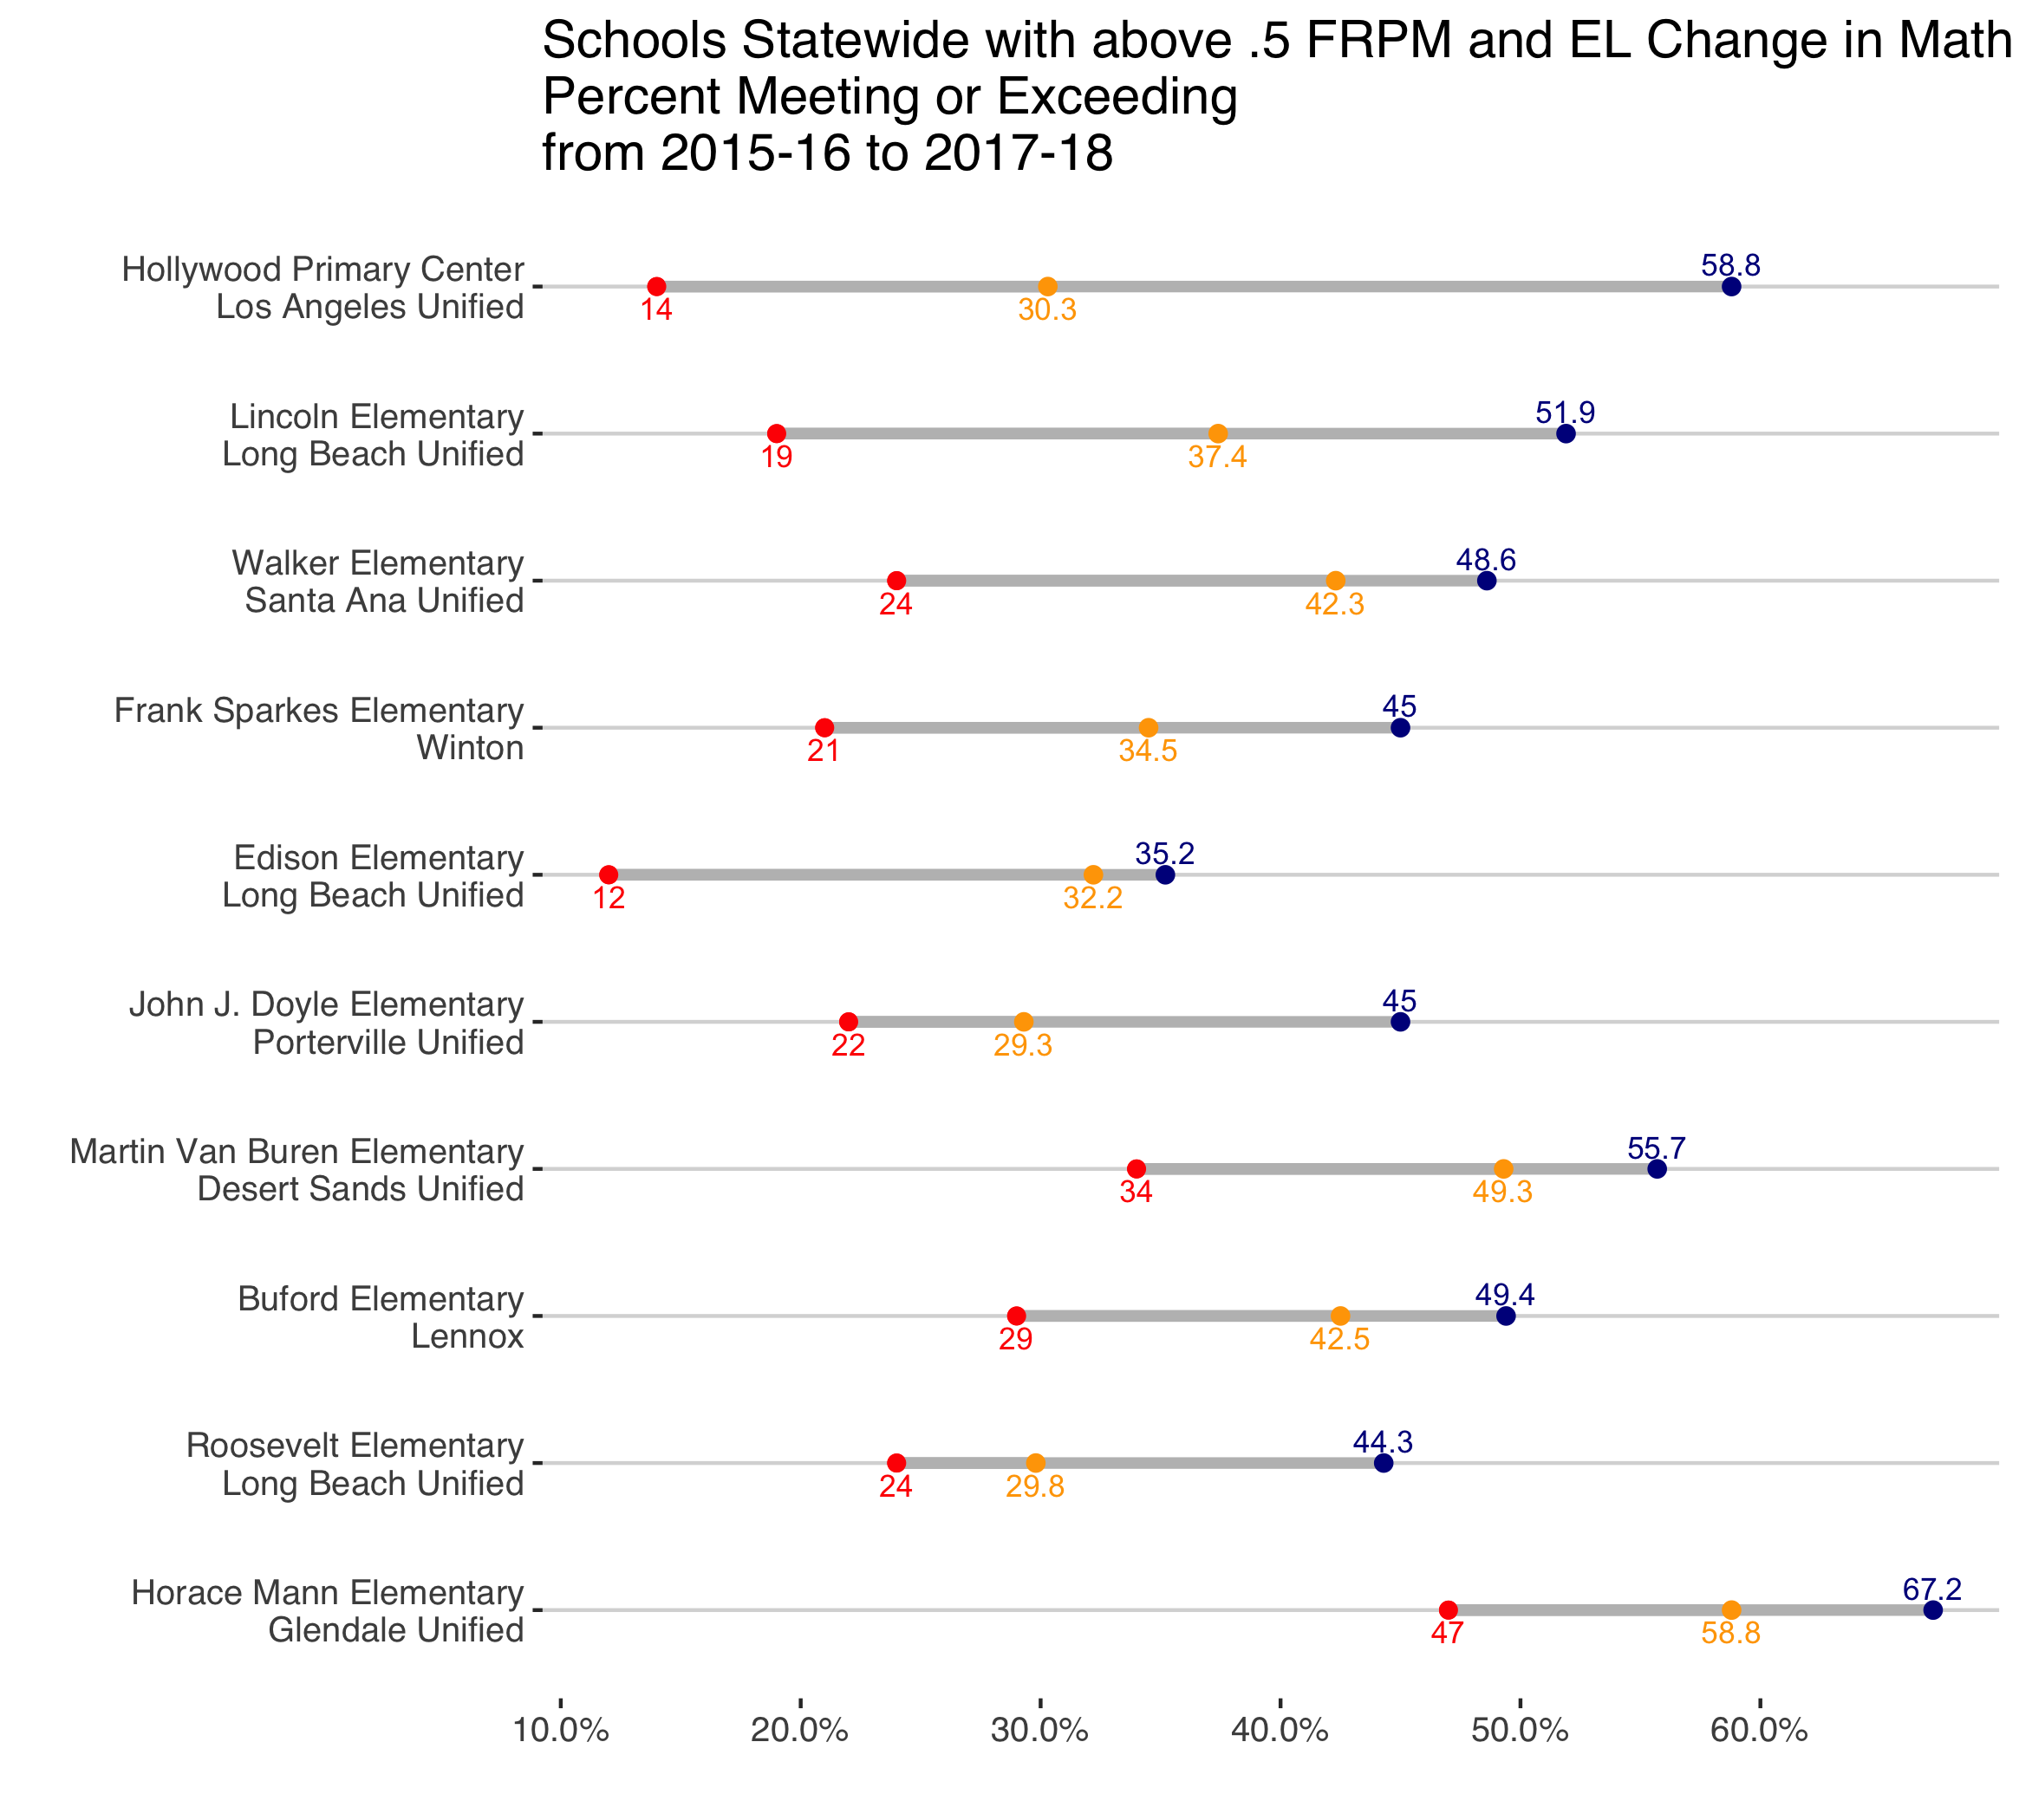 Schools Statewide with above .5 FRPM and EL Change in Math
Percent Meeting or Exceeding
from 2015-16 to 2017-18
Hollywood Primary Center
Los Angeles Unified
14
30.3
58.8
Lincoln Elementary
Long Beach Unified
19
37.4
51.9
Walker Elementary
Santa Ana Unified
24
42.3
48.6
Frank Sparkes Elementary
Winton
21
34.5
45
Edison Elementary
Long Beach Unified
12
32.2
35.2
John J. Doyle Elementary
Porterville Unified
22
29.3
45
Martin Van Buren Elementary
Desert Sands Unified
34
49.3
55.7
Buford Elementary
Lennox
29
42.5
49.4
Roosevelt Elementary
Long Beach Unified
24
29.8
44.3
Horace Mann Elementary
Glendale Unified
47
58.8
67.2
10.0% 20.0% 30.0% 40.0% 50.0% 60.0%